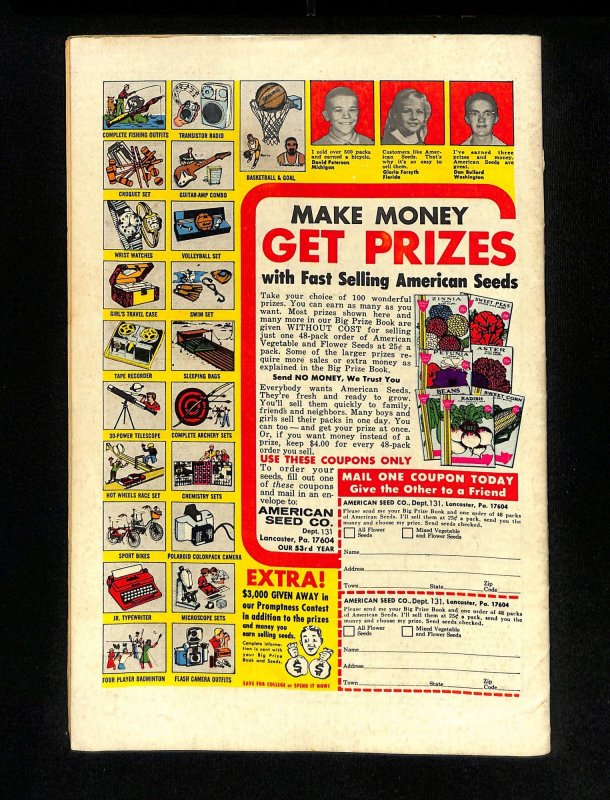 COMPLETE FISHING OUTFITS
TRANSISTOR RADIO
CROQUET SET
GUITAR-AMP COMBO
WRIST WATCHES
VOLLEYBALL SET
GIRL'S TRAVEL CASE
SWIM SET
TAPE RECORDER
SLEEPING BAGS
30-POWER TELESCOPE
COMPLETE ARCHERY SETS
HOT WHEELS RACE SET
CHEMISTRY SETS
SPORT BIKES
POLAROID COLORPACK CAMERA
JR. TYPEWRITER
MICROSCOPE SETS
FOUR PLAYER BADMINTON
FLASH CAMERA OUTFITS
BASKETBALL & GOAL
I sold over 500 packs
and earned a bicycle.
David Peterson
Michigan
Customers like Amer-
ican Seeds. That's
why it's so easy to
sell them.
Gloria Forsyth
Florida
I've earned three
prizes and money.
American Seeds are
great.
Dan Bollard
Washington
MAKE MONEY
GET PRIZES
with Fast Selling American Seeds
Take your choice of 100 wonderful
prizes. You can earn as many as you
want. Most prizes shown here and
many more in our Big Prize Book are
given WITHOUT COST for selling
just one 48-pack order of American
Vegetable and Flower Seeds at 25¢ a
pack. Some of the larger prizes re-
quire more sales or extra money as
explained in the Big Prize Book.
Send NO MONEY, We Trust You
Everybody wants American Seeds.
They're fresh and ready to grow.
You'll sell them quickly to family,
friends and neighbors. Many boys and
girls sell their packs in one day. You
can too — and get your prize at once.
Or, if you want money instead of a
prize, keep $4.00 for every 48-pack
order you sell.
ZINNIA
SWEET PEAS
PETUNIA
ASTER
BEANS
RADISH
SWEET CORN
USE THESE COUPONS ONLY
To order your
seeds, fill out one
of these coupons
and mail in an en-
velope to:
AMERICAN
SEED CO.
Dept. 131
Lancaster, Pa. 17604
OUR 53rd YEAR
MAIL ONE COUPON TODAY
Give the Other to a Friend
AMERICAN SEED CO., Dept. 131, Lancaster, Pa. 17604
Please send me your Big Prize Book and one order of 48 packs
of American Seeds. I'll sell them at 25¢ a pack, send you the
money and choose my prize. Send seeds checked.
All Flower
Seeds
Mixed Vegetable
and Flower Seeds
Name
Address
Town State Zip Code
AMERICAN SEED CO., Dept. 131, Lancaster, Pa. 17604
Please send me your Big Prize Book and one order of 48 packs
of American Seeds. I'll sell them at 25¢ a pack, send you the
money and choose my prize. Send seeds checked.
All Flower
Seeds
Mixed Vegetable
and Flower Seeds
Name
Address
Town State Zip Code
EXTRA!
$3,000 GIVEN AWAY in
our Promptness Contest
in addition to the prizes
and money you
earn selling seeds.
Complete informa-
tion is sent with
your Big Prize
Book and Seeds.
$
$
SAVE FOR COLLEGE or SPEND IT NOW!